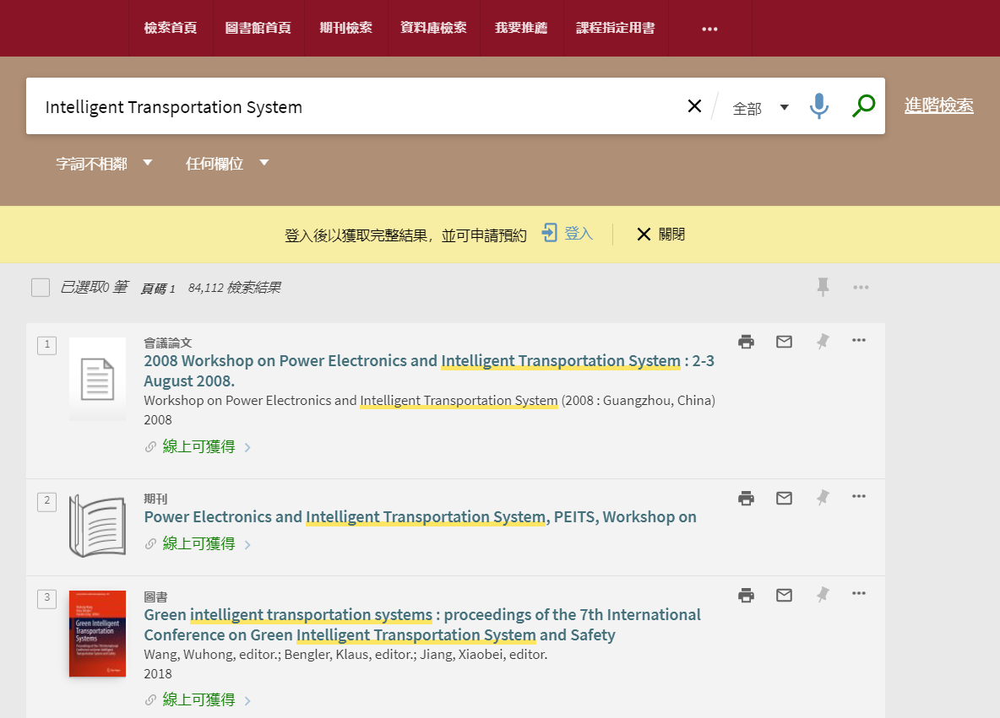 檢索首頁 圖書館首頁 期刊檢索 資料庫檢索 我要推薦 課程指定用書
Intelligent Transportation System 全部 進階檢索
字詞不相鄰 任何欄位
登入後以獲取完整結果，並可申請預約 登入 關閉
已選取0 筆 頁碼 1 84,112 檢索結果
1
會議論文
2008 Workshop on Power Electronics and Intelligent Transportation System : 2-3
August 2008.
Workshop on Power Electronics and Intelligent Transportation System (2008 : Guangzhou, China)
2008
線上可獲得
2
期刊
Power Electronics and Intelligent Transportation System, PEITS, Workshop on
線上可獲得
3
Green Intelligent
Transportation
Systems
圖書
Green intelligent transportation systems : proceedings of the 7th International
Conference on Green Intelligent Transportation System and Safety
Wang, Wuhong, editor.; Bengler, Klaus, editor.; Jiang, Xiaobei, editor.
2018
線上可獲得